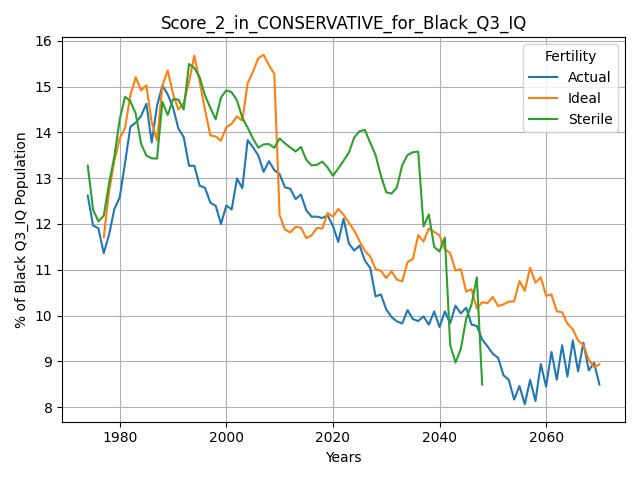 Score_2_in_CONSERVATIVE_for_Black_Q3_IQ
% of Black Q3_IQ Population
16
15
14
13
12
11
10
9
8
Fertility
Actual
Ideal
Sterile
1980
2000
2020
2040
2060
Years